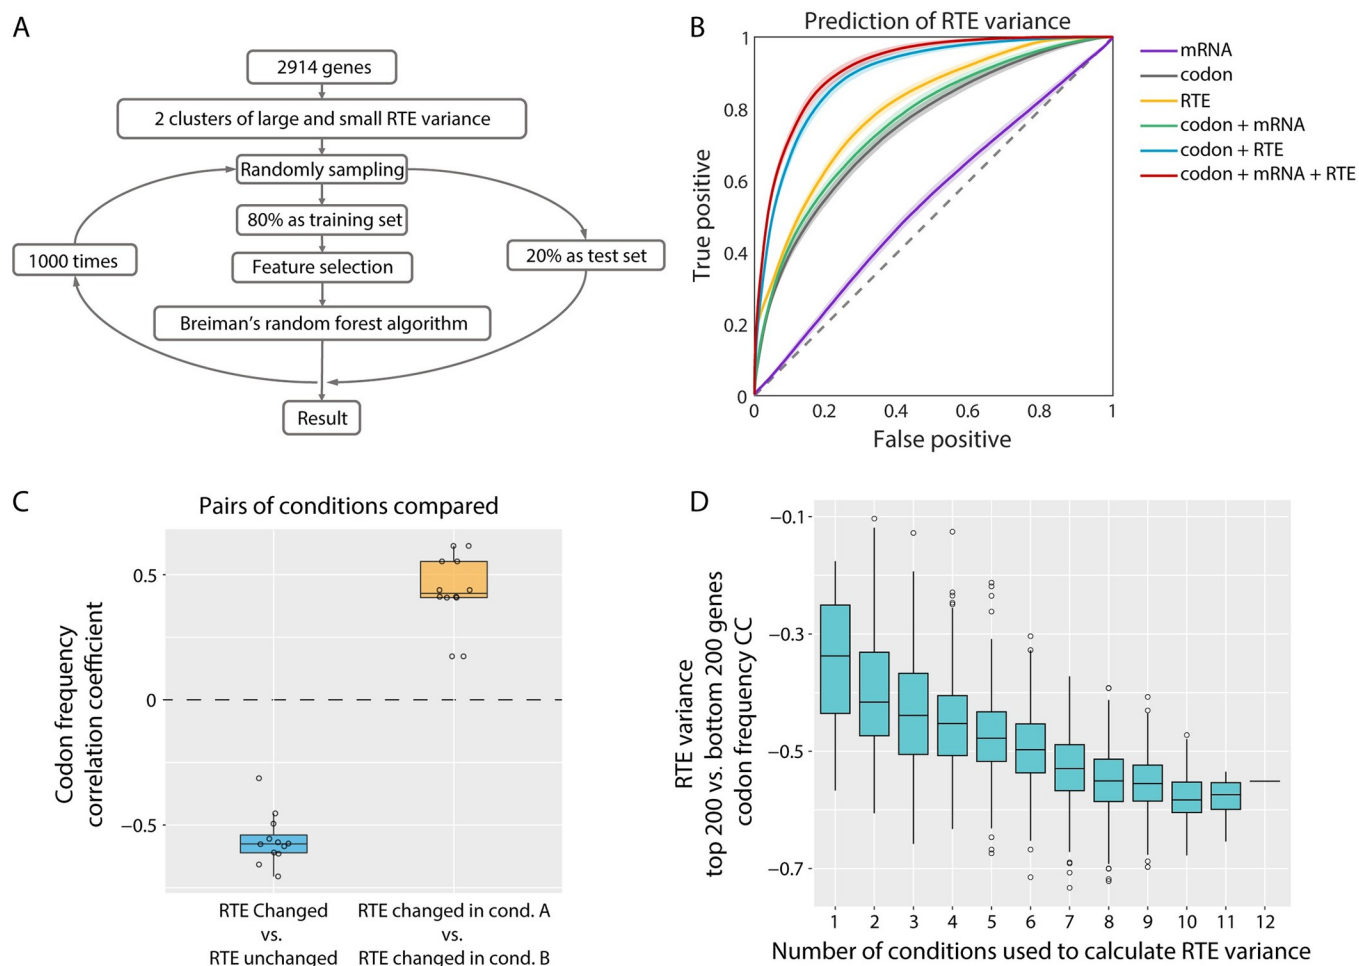 A
2914 genes
2 clusters of large and small RTE variance
Randomly sampling
80% as training set
1000 times
Feature selection
20% as test set
Breiman's random forest algorithm
Result
B
Prediction of RTE variance
True positive
1
0.8
0.6
0.4
0.2
0
0
0.2
0.4
0.6
0.8
1
False positive
mRNA
codon
RTE
codon + mRNA
codon + RTE
codon + mRNA + RTE
C
Pairs of conditions compared
Codon frequency
correlation coefficient
0.5
0
−0.5
RTE Changed
vs.
RTE unchanged
RTE changed in cond. A
vs.
RTE changed in cond. B
D
RTE variance
top 200 vs. bottom 200 genes
codon frequency CC
−0.1
−0.3
−0.5
−0.7
1 2 3 4 5 6 7 8 9 10 11 12
Number of conditions used to calculate RTE variance